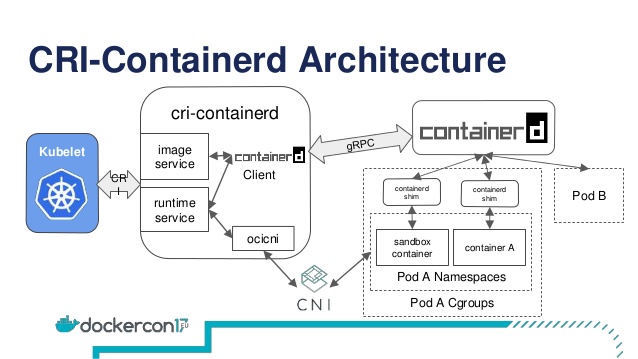 CRI-Containerd Architecture
cri-containerd
Kubelet
CR
I
image
service
runtime
service
containerd
Client
ocicni
gRPC
containerd
containerd
shim
containerd
shim
sandbox
container
container A
Pod A Namespaces
Pod A Cgroups
Pod B
CNI
dockercon17
EU